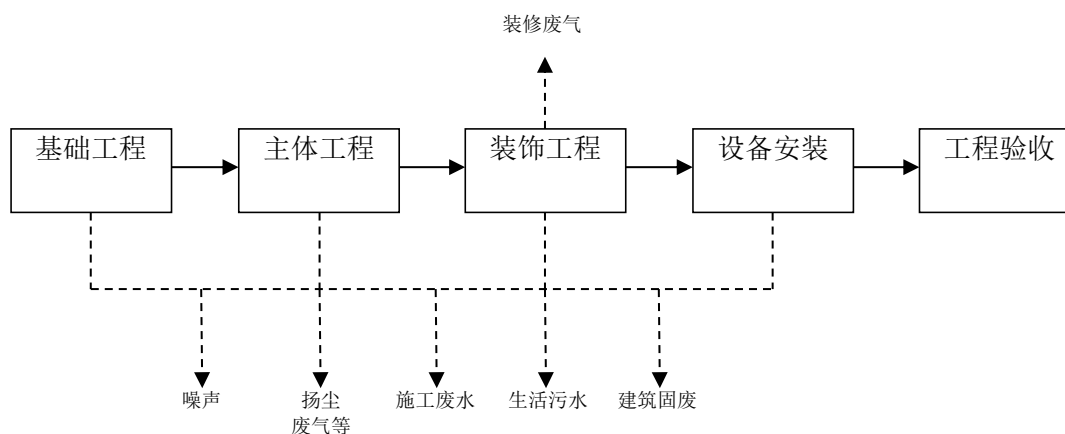 装修废气
基础工程
主体工程
装饰工程
设备安装
工程验收
噪声
扬尘
废气等
施工废水
生活污水
建筑固废